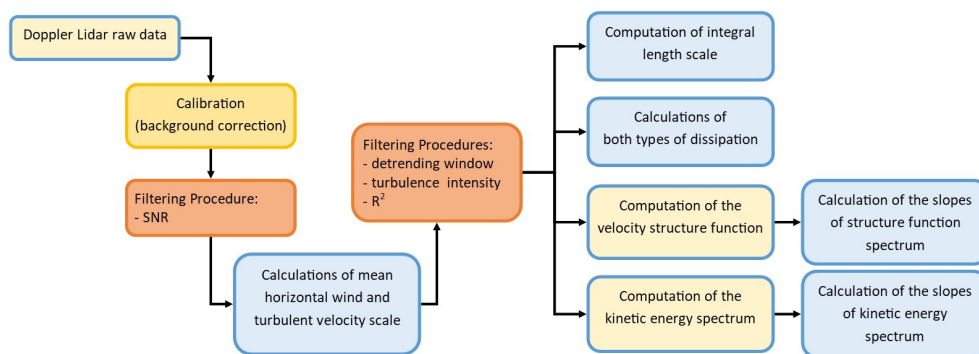 Doppler Lidar raw data
Calibration
(background correction)
Filtering Procedure:
- SNR
Calculations of mean
horizontal wind and
turbulent velocity scale
Filtering Procedures:
- detrending window
- turbulence intensity
- R²
Computation of integral
length scale
Calculations of
both types of dissipation
Computation of the
velocity structure function
Calculation of the slopes
of structure function
spectrum
Computation of the
kinetic energy spectrum
Calculation of the slopes
of kinetic energy
spectrum